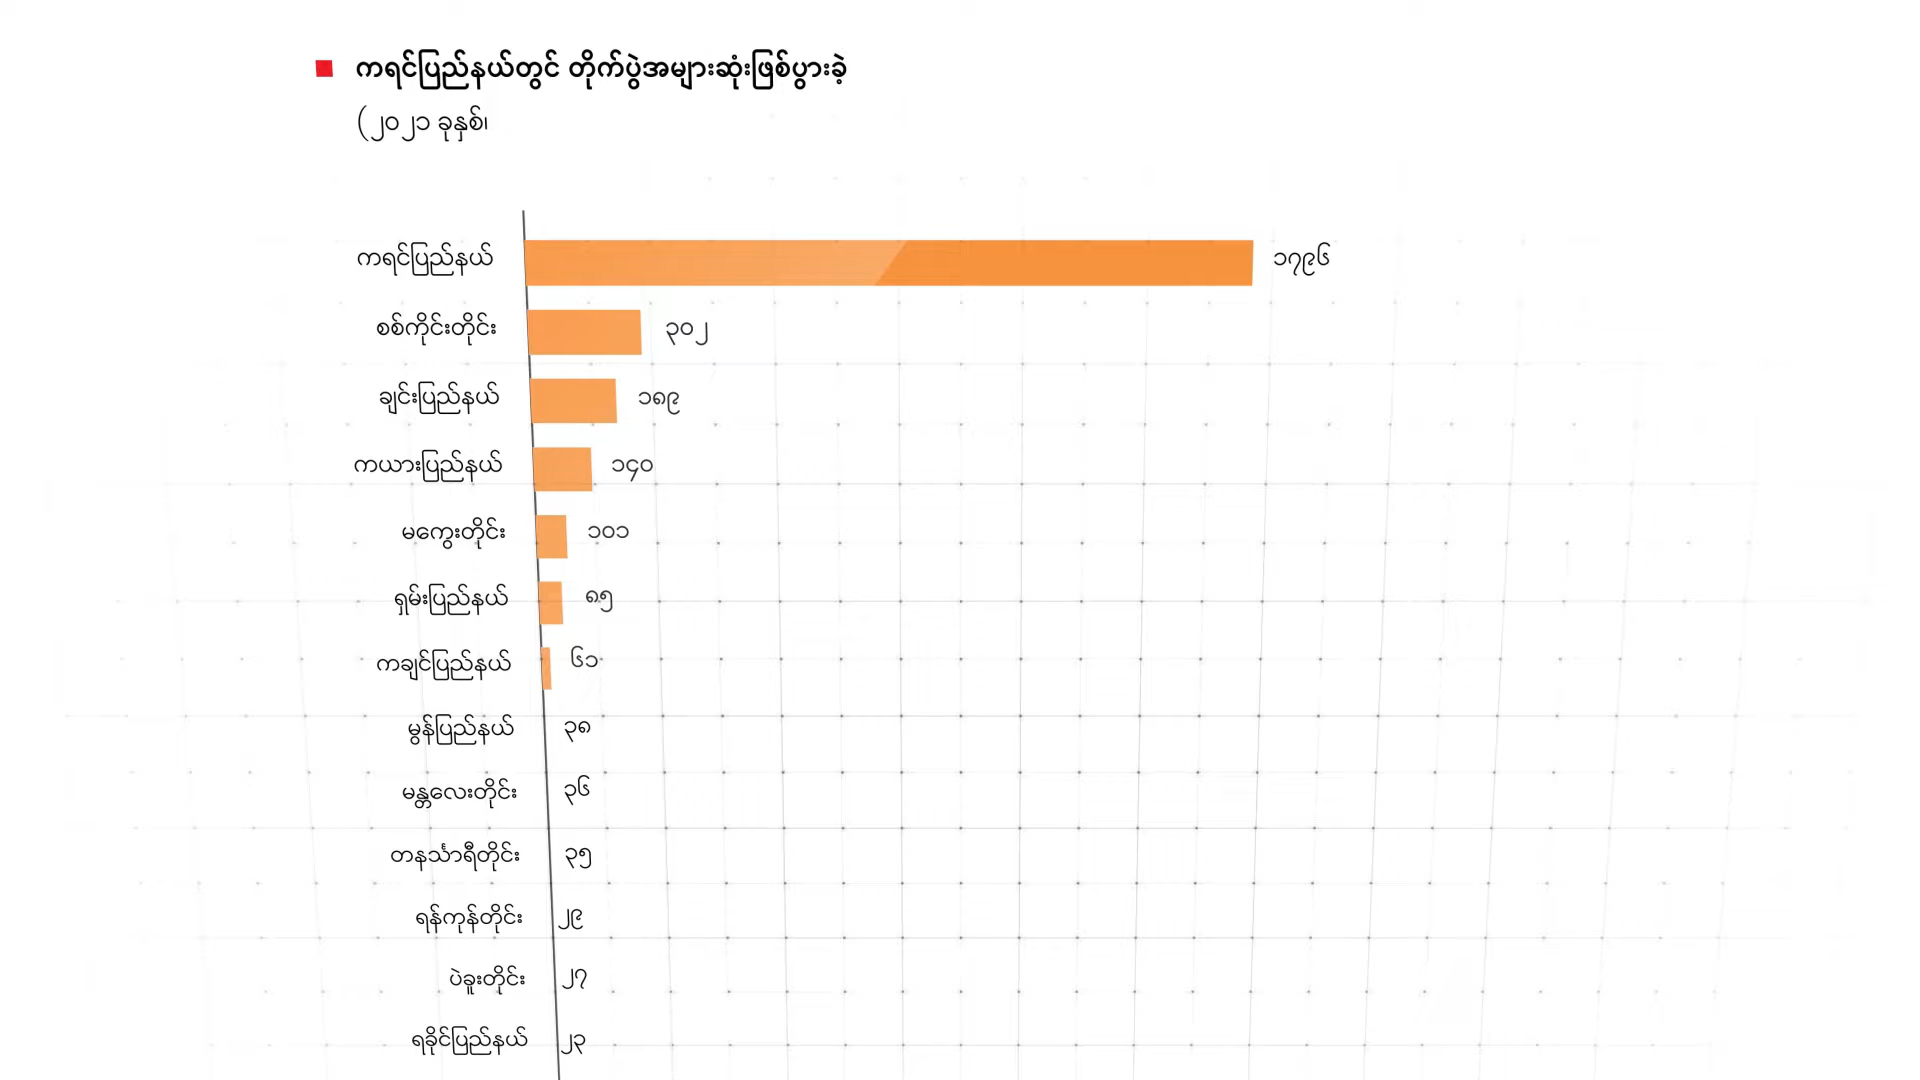 ကရင်ပြည်နယ်တွင် တိုက်ပွဲအများဆုံးဖြစ်ပွားခဲ့
(၂၀၂၁ ခုနှစ်၊
ကရင်ပြည်နယ် ၁၇၉၆
စစ်ကိုင်းတိုင်း ၃၀၂
ချင်းပြည်နယ် ၁၈၉
ကယားပြည်နယ် ၁၄၀
မကွေးတိုင်း ၁၀၁
ရှမ်းပြည်နယ် ၈၅
ကချင်ပြည်နယ် ၆၁
မွန်ပြည်နယ် ၃၈
မန္တလေးတိုင်း ၃၆
တနင်္သာရီတိုင်း ၃၅
ရန်ကုန်တိုင်း ၂၉
ပဲခူးတိုင်း ၂၇
ရခိုင်ပြည်နယ် ၂၃